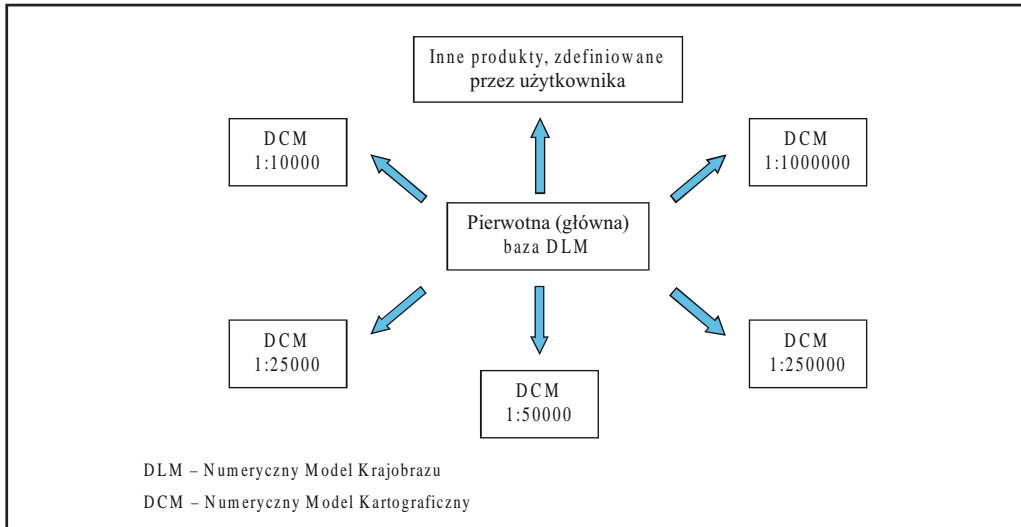 Inne produkty, zdefiniowane
przez użytkownika
DCM
1:10000
DCM
1:1000000
Pierwotna (główna)
baza DLM
DCM
1:25000
DCM
1:50000
DCM
1:250000
DLM – Numeryczny Model Krajobrazu
DCM – Numeryczny Model Kartograficzny